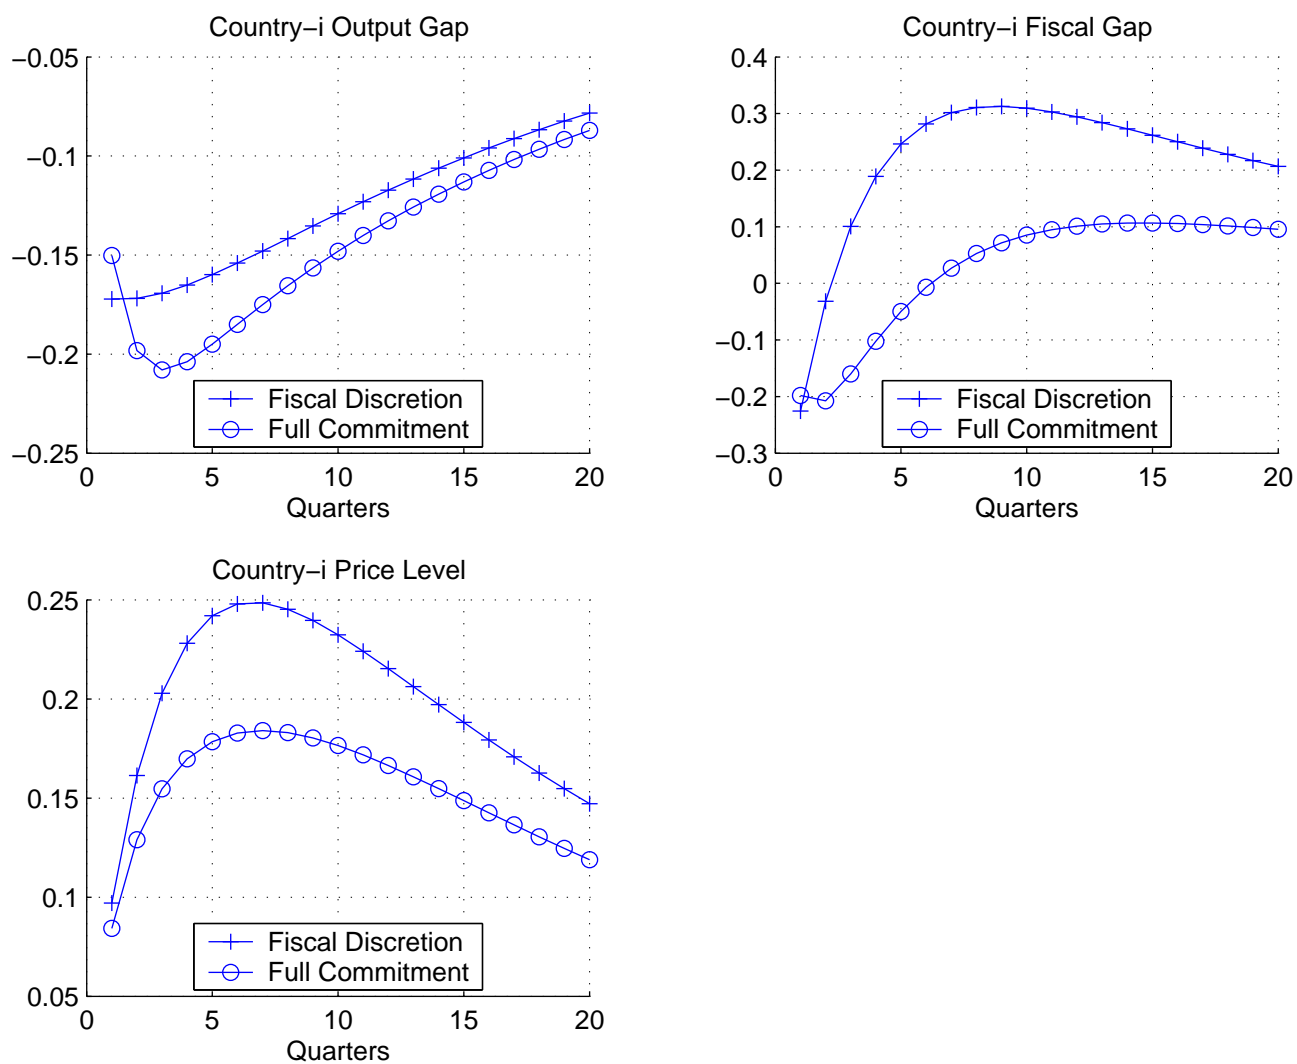 Country−i Output Gap
−0.05
−0.1
−0.15
−0.2
−0.25
0 5 10 15 20
Quarters
Fiscal Discretion
Full Commitment
Country−i Fiscal Gap
0.4
0.3
0.2
0.1
0
−0.1
−0.2
−0.3
0 5 10 15 20
Quarters
Fiscal Discretion
Full Commitment
Country−i Price Level
0.25
0.2
0.15
0.1
0.05
0 5 10 15 20
Quarters
Fiscal Discretion
Full Commitment